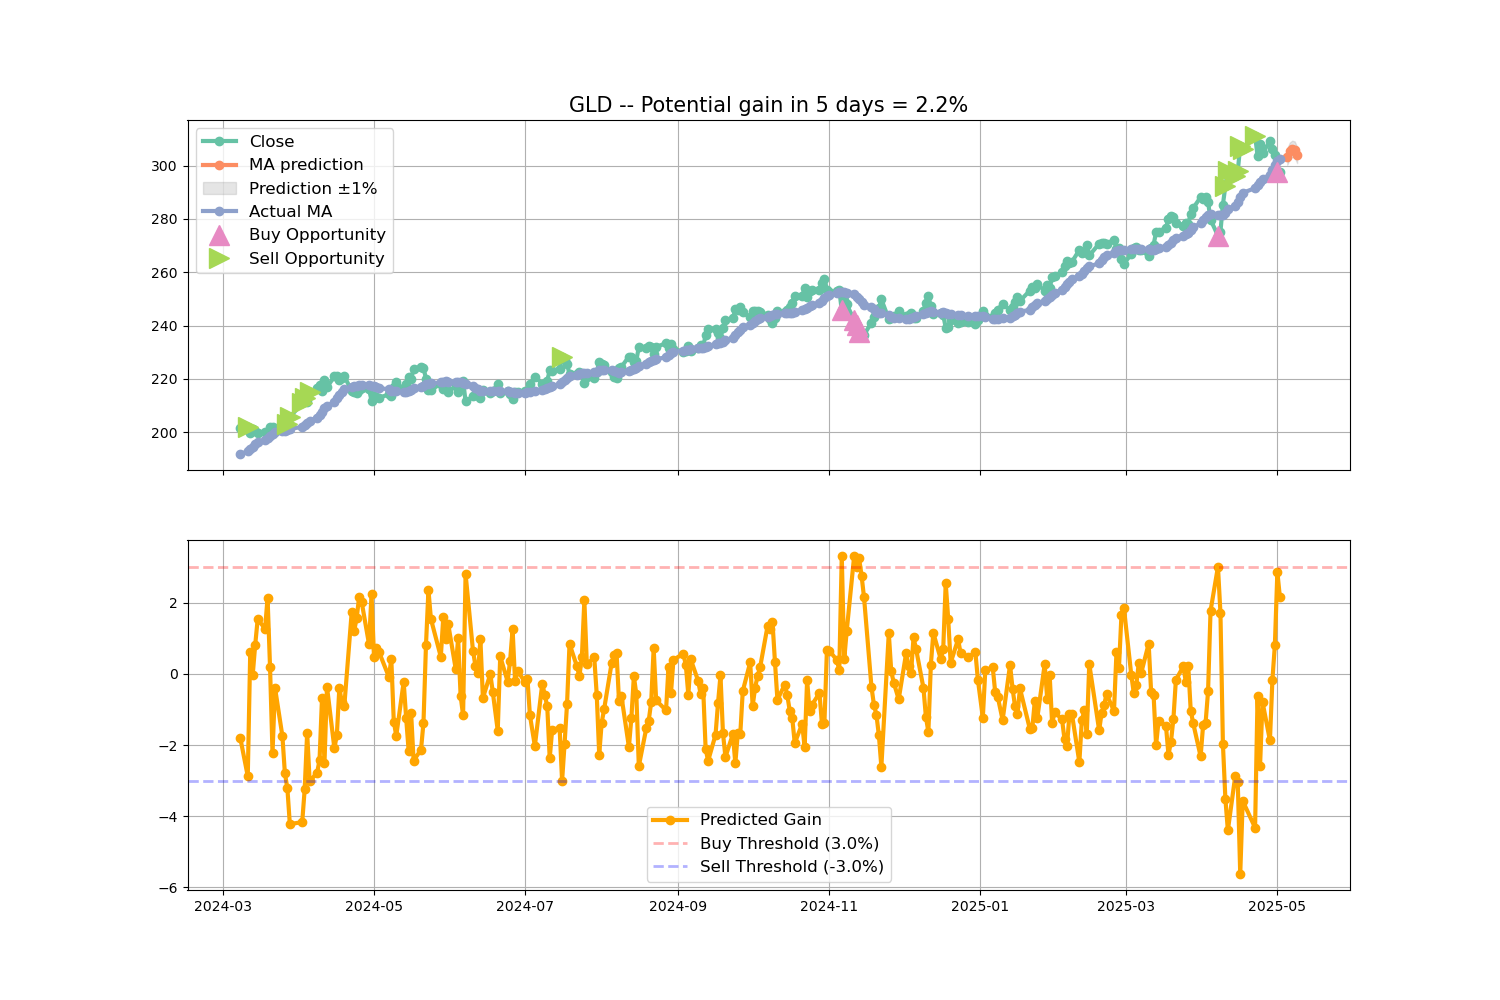 GLD -- Potential gain in 5 days = 2.2%
Close
MA prediction
Prediction ±1%
Actual MA
Buy Opportunity
Sell Opportunity
300
280
260
240
220
200
2
0
−2
−4
−6
Predicted Gain
Buy Threshold (3.0%)
Sell Threshold (-3.0%)
2024-03 2024-05 2024-07 2024-09 2024-11 2025-01 2025-03 2025-05